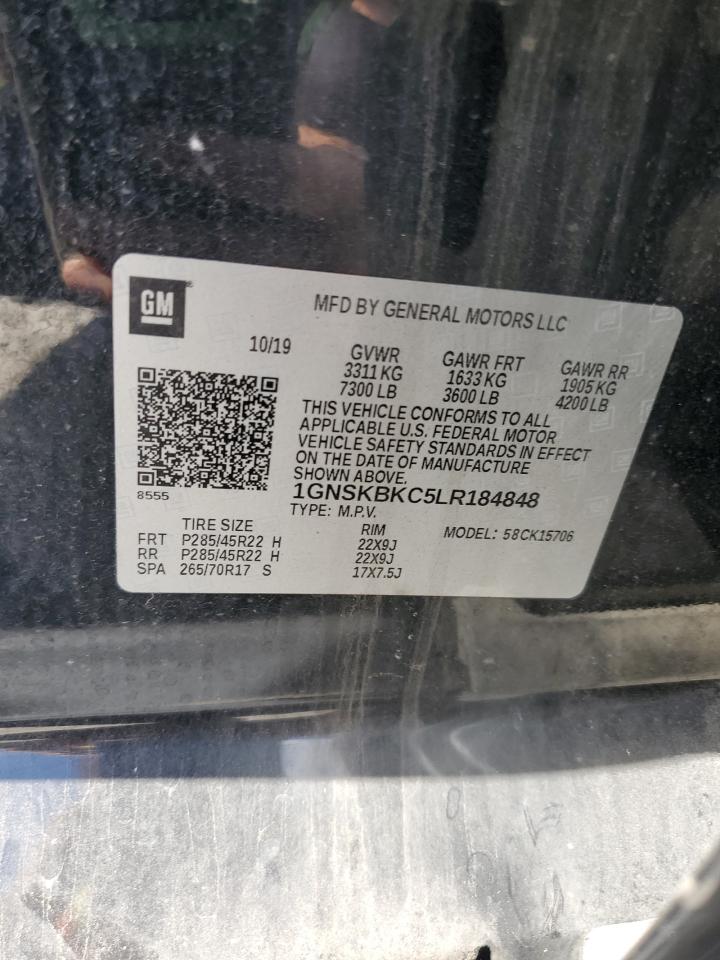 GM
MFD BY GENERAL MOTORS LLC
10/19
GVWR
3311 KG
7300 LB
GAWR FRT
1633 KG
3600 LB
GAWR RR
1905 KG
4200 LB
THIS VEHICLE CONFORMS TO ALL
APPLICABLE U.S. FEDERAL MOTOR
VEHICLE SAFETY STANDARDS IN EFFECT
ON THE DATE OF MANUFACTURE
SHOWN ABOVE.
8555
1GNSKBKC5LR184848
TYPE: M.P.V.
TIRE SIZE
RIM
MODEL: 58CK15706
FRT P285/45R22 H 22X9J
RR P285/45R22 H 22X9J
SPA 265/70R17 S 17X7.5J